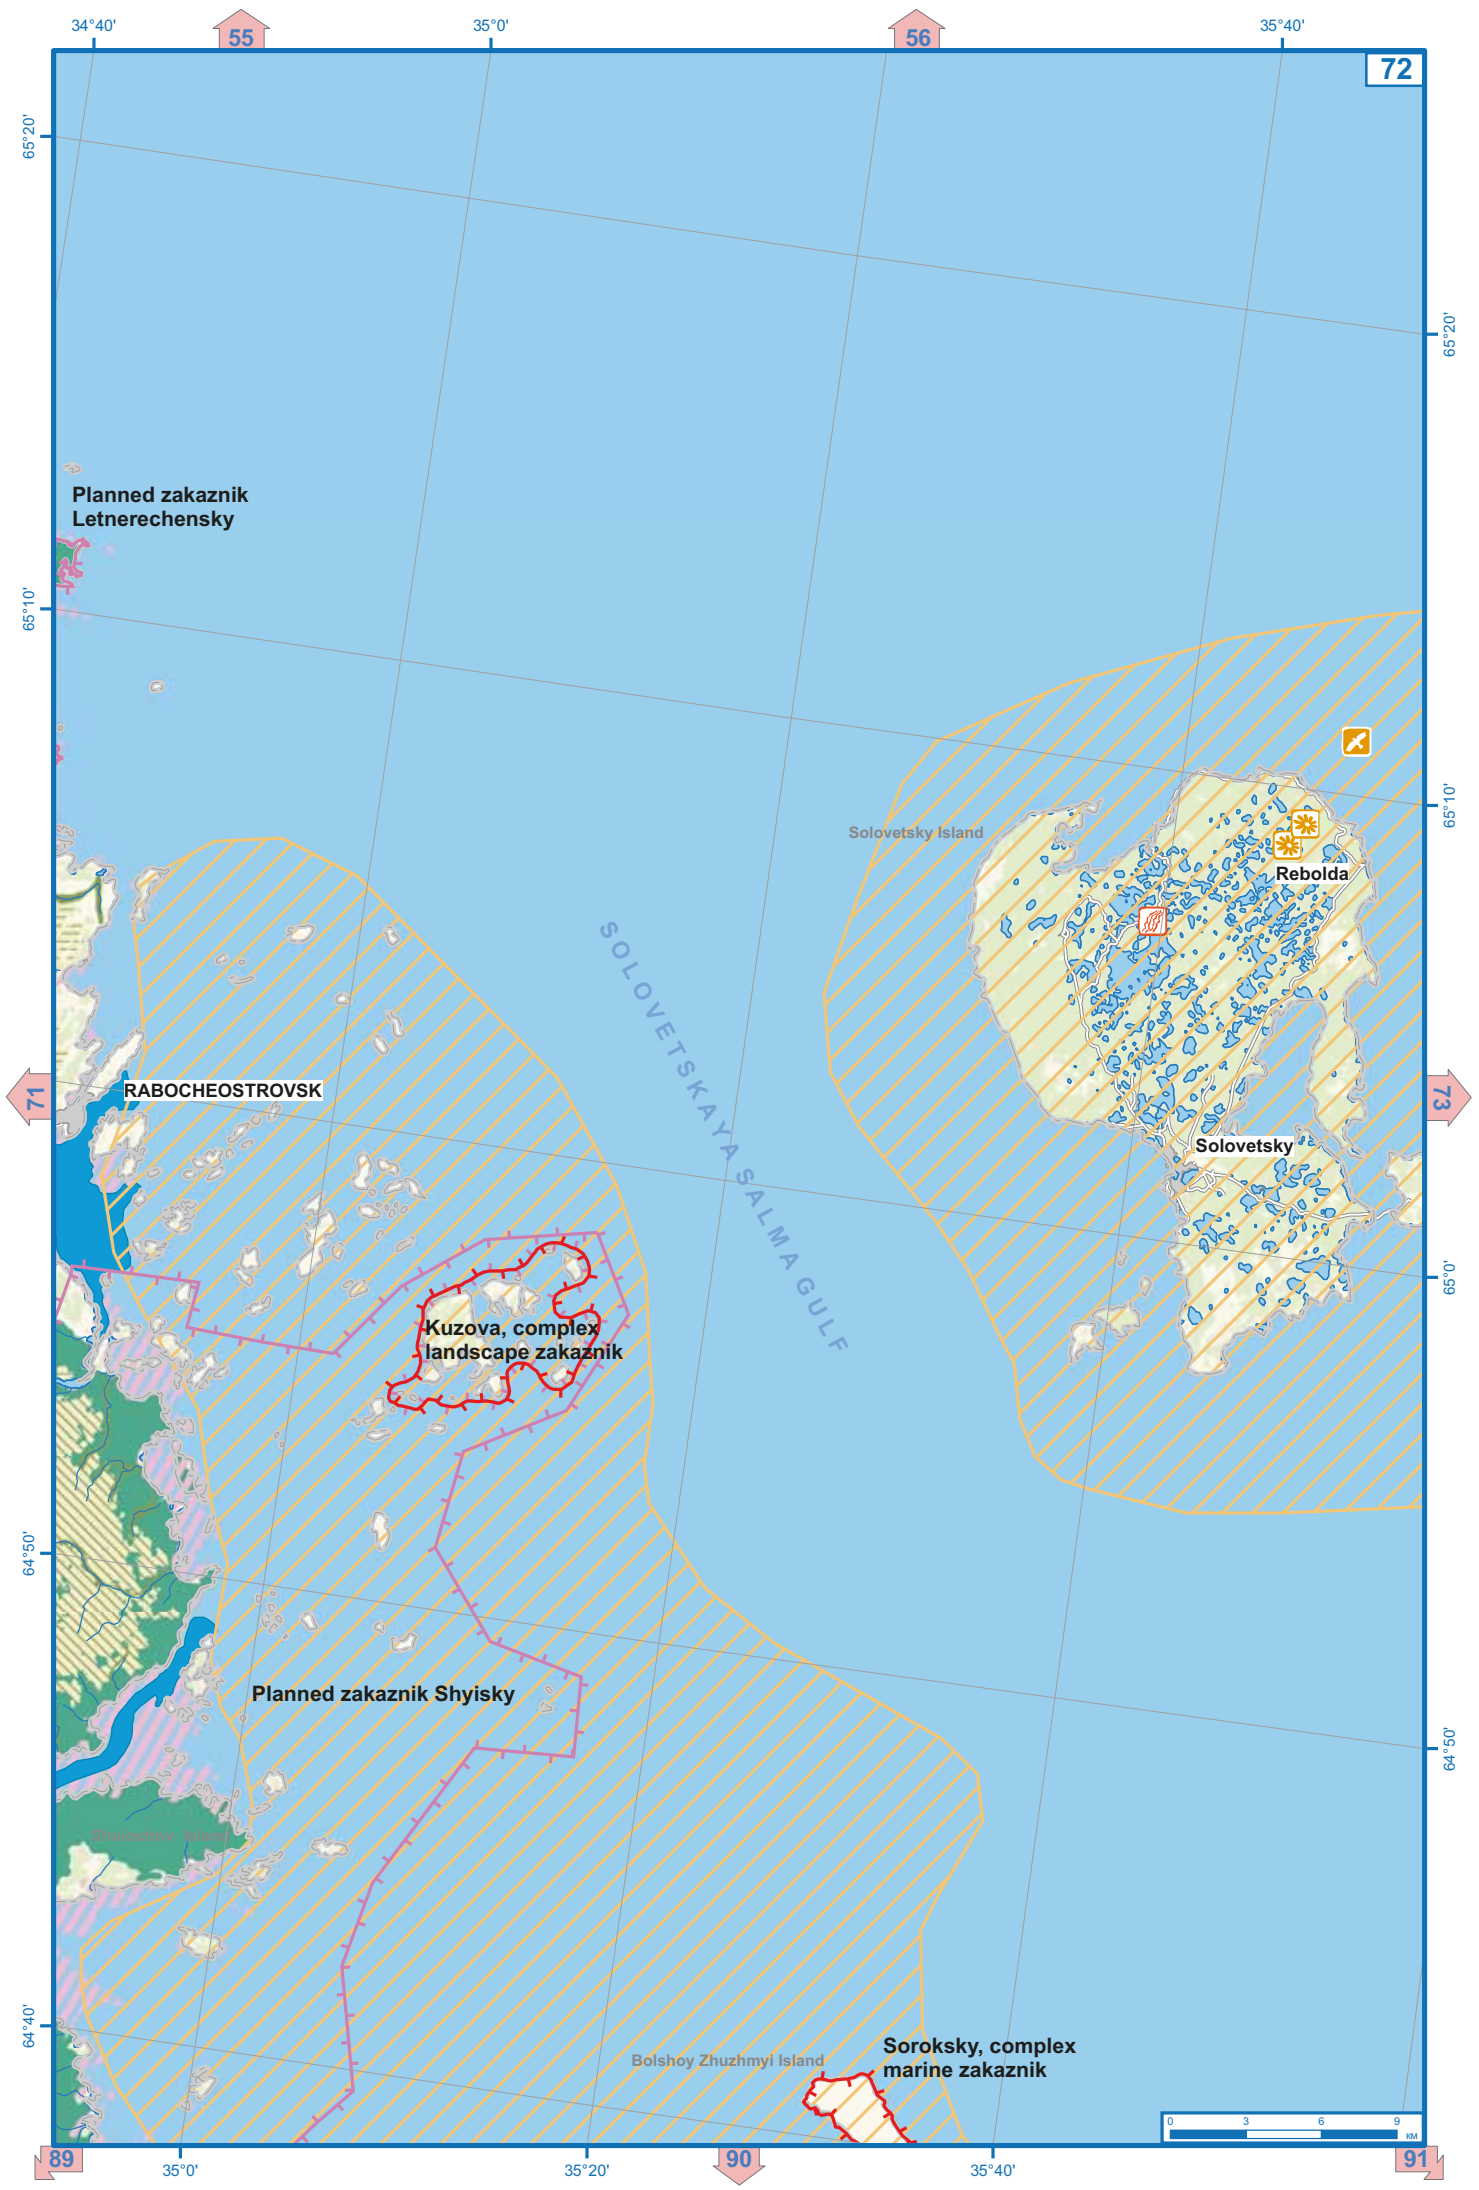 34°40'
55
35°0'
56
35°40'
72
65°20'
65°20'
Planned zakaznik
Letnerechensky
65°10'
65°10'
Solovetsky Island
Rebolda
SOLOVETSKAYA SALMA GULF
71
RABOCHEOSTROVSK
73
Solovetsky
65°0'
Kuzova, complex
landscape zakaznik
64°50'
Planned zakaznik Shyisky
64°50'
Island
64°40'
Bolshoy Zhuzhmyi Island
Soroksky, complex
marine zakaznik
0 3 6 9
км
89
35°0'
35°20'
90
35°40'
91